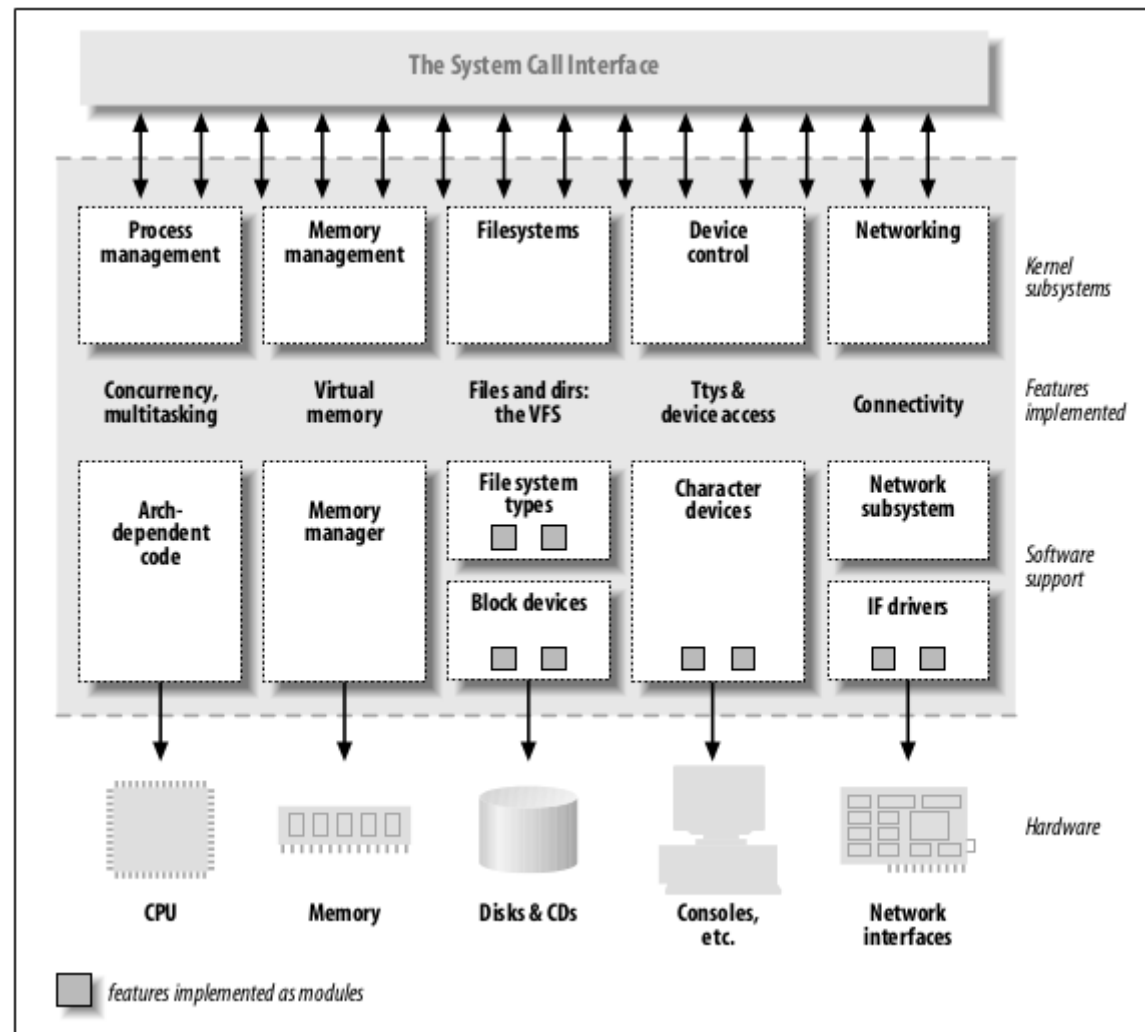 The System Call Interface
Process
management
Memory
management
Filesystems
Device
control
Networking
Kernel
subsystems
Concurrency,
multitasking
Virtual
memory
Files and dirs:
the VFS
Ttys &
device access
Connectivity
Features
implemented
Arch-
dependent
code
Memory
manager
File system
types
Block devices
Character
devices
Network
subsystem
IF drivers
Software
support
CPU
Memory
Disks & CDs
Consoles,
etc.
Network
interfaces
Hardware
features implemented as modules